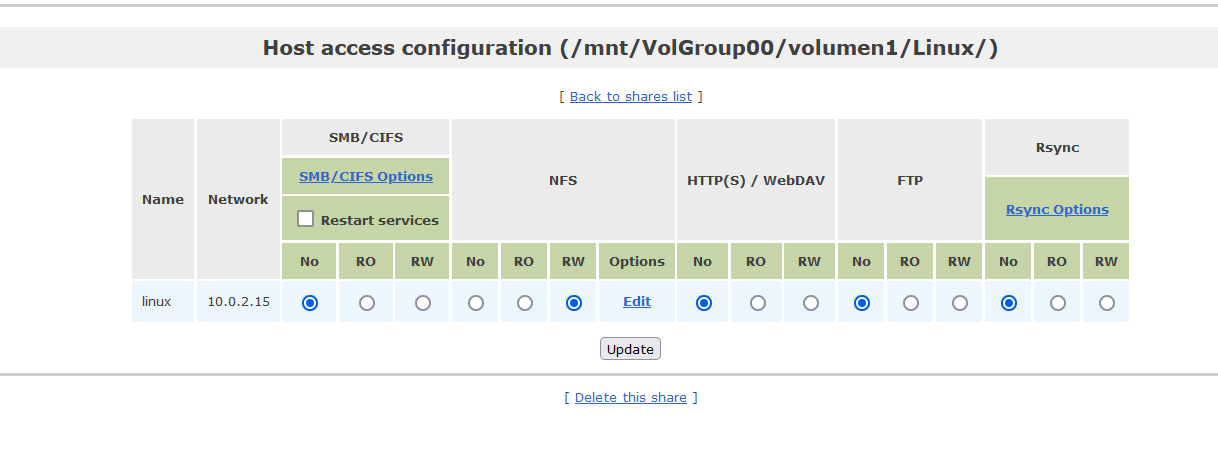 Host access configuration (/mnt/VolGroup00/volumen1/Linux/)
[ Back to shares list ]
Name Network SMB/CIFS NFS HTTP(S) / WebDAV FTP Rsync
SMB/CIFS Options Rsync Options
Restart services
No RO RW No RO RW Options No RO RW No RO RW No RO RW
linux 10.0.2.15 Edit
Update
[ Delete this share ]